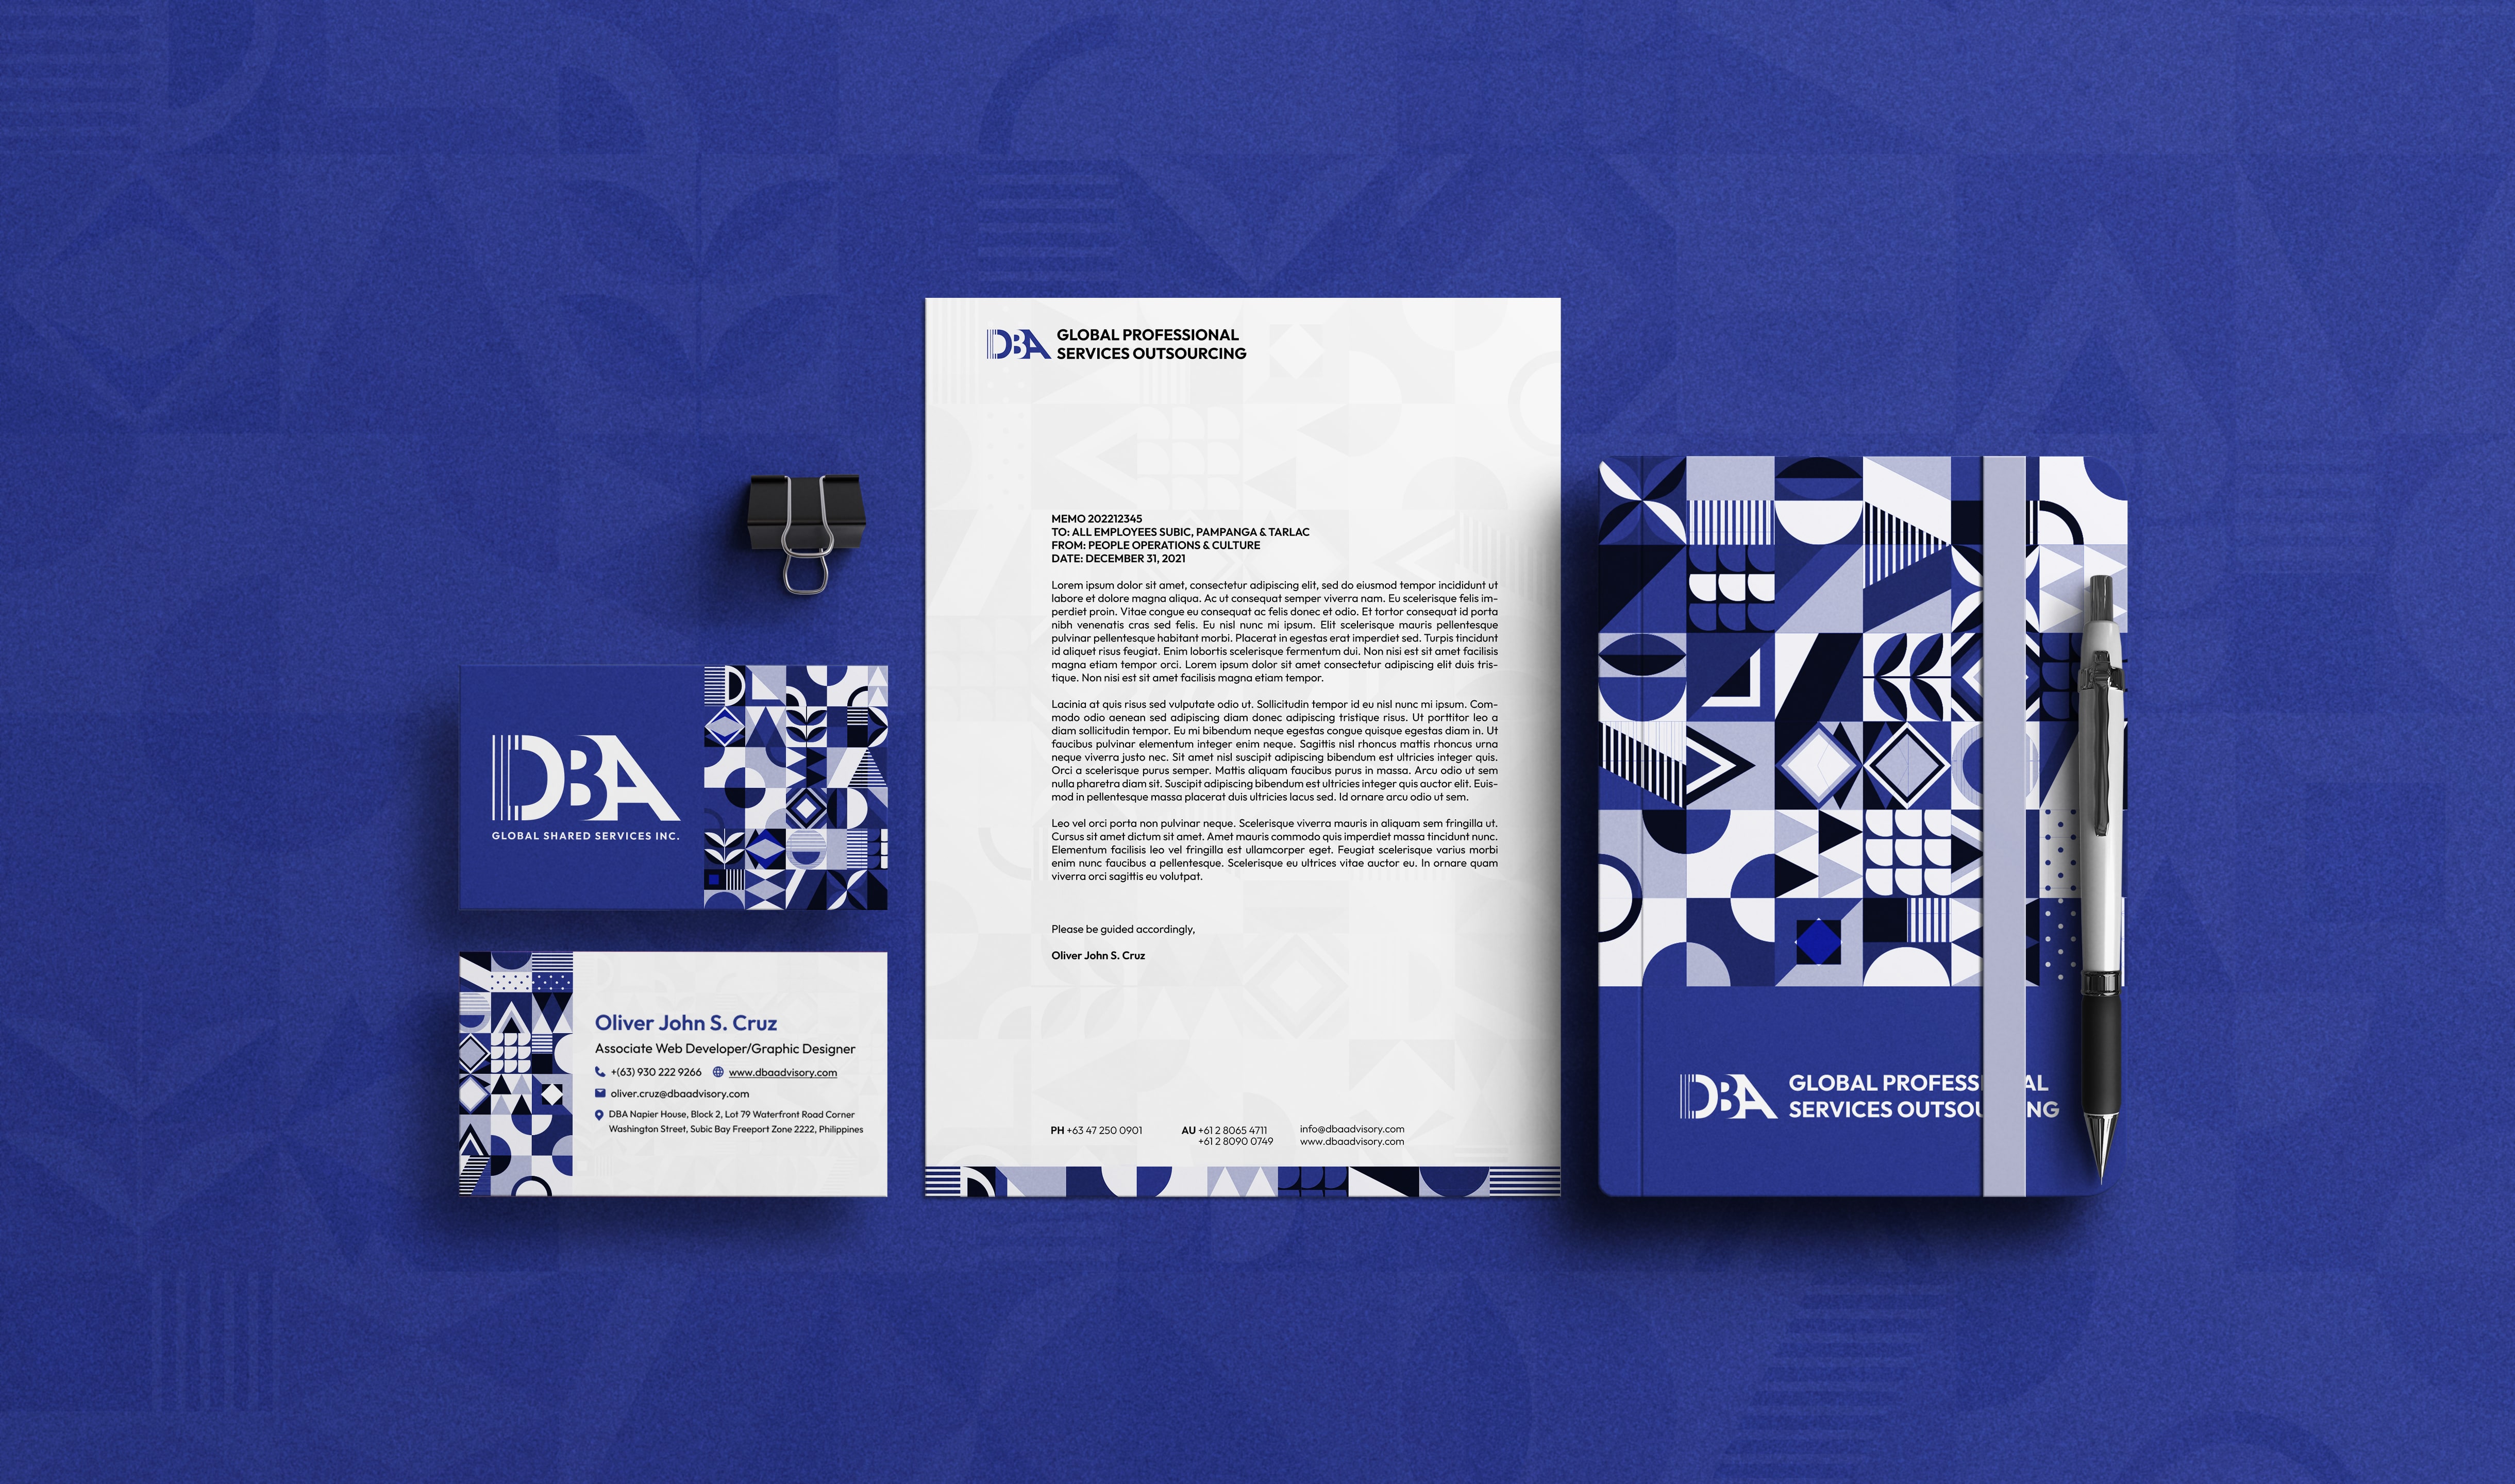 DBA
GLOBAL SHARED SERVICES INC.
Oliver John S. Cruz
Associate Web Developer/Graphic Designer
+(63) 930 222 9266 www.dbaadvisory.com
oliver.cruz@dbaadvisory.com
DBA Napier House, Block 2, Lot 79 Waterfront Road Corner
Washington Street, Subic Bay Freeport Zone 2222, Philippines
DBA GLOBAL PROFESSIONAL
SERVICES OUTSOURCING
MEMO 202212345
TO: ALL EMPLOYEES SUBIC, PAMPANGA & TARLAC
FROM: PEOPLE OPERATIONS & CULTURE
DATE: DECEMBER 31, 2021
Lorem ipsum dolor sit amet, consectetur adipiscing elit, sed do eiusmod tempor incididunt ut
labore et dolore magna aliqua. Ac ut consequat semper viverra nam. Eu scelerisque felis im-
perdiet proin. Vitae congue eu consequat ac felis donec et odio. Et tortor consequat id porta
nibh venenatis cras sed felis. Eu nisl nunc mi ipsum. Elit scelerisque mauris pellentesque
pulvinar pellentesque habitant morbi. Placerat in egestas erat imperdiet sed. Turpis tincidunt
id aliquet risus feugiat. Enim lobortis scelerisque fermentum dui. Non nisi est sit amet facilisis
magna etiam tempor orci. Lorem ipsum dolor sit amet consectetur adipiscing elit duis tris-
tique. Non nisi est sit amet facilisis magna etiam tempor.
Lacinia at quis risus sed vulputate odio ut. Sollicitudin tempor id eu nisl nunc mi ipsum. Com-
modo odio aenean sed adipiscing diam donec adipiscing tristique risus. Ut porttitor leo a
diam sollicitudin tempor. Eu mi bibendum neque egestas congue quisque egestas diam in. Ut
faucibus pulvinar elementum integer enim neque. Sagittis nisl rhoncus mattis rhoncus urna
neque viverra justo nec. Sit amet nisl suscipit adipiscing bibendum est ultricies integer quis.
Orci a scelerisque purus semper. Mattis aliquam faucibus purus in massa. Arcu odio ut sem
nulla pharetra diam sit. Suscipit adipiscing bibendum est ultricies integer quis auctor elit. Euis-
mod in pellentesque massa placerat duis ultricies lacus sed. Id ornare arcu odio ut sem.
Leo vel orci porta non pulvinar neque. Scelerisque viverra mauris in aliquam sem fringilla ut.
Cursus sit amet dictum sit amet. Amet mauris commodo quis imperdiet massa tincidunt nunc.
Elementum facilisis leo vel fringilla est ullamcorper eget. Feugiat scelerisque varius morbi
enim nunc faucibus a pellentesque. Scelerisque eu ultrices vitae auctor eu. In ornare quam
viverra orci sagittis eu volutpat.
Please be guided accordingly,
Oliver John S. Cruz
PH +63 47 250 0901 AU +61 2 8065 4711 info@dbaadvisory.com
+61 2 8090 0749 www.dbaadvisory.com
DBA GLOBAL PROFESS AL
SERVICES OUTSOU NG